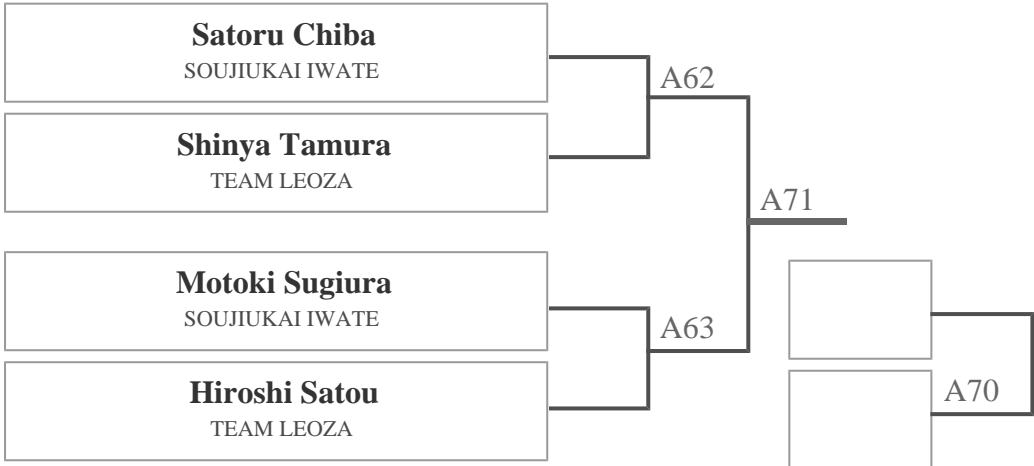 Satoru Chiba
SOUJIUKAI IWATE
A62
Shinya Tamura
TEAM LEOZA
A71
Motoki Sugiura
SOUJIUKAI IWATE
A63
Hiroshi Satou
TEAM LEOZA
A70